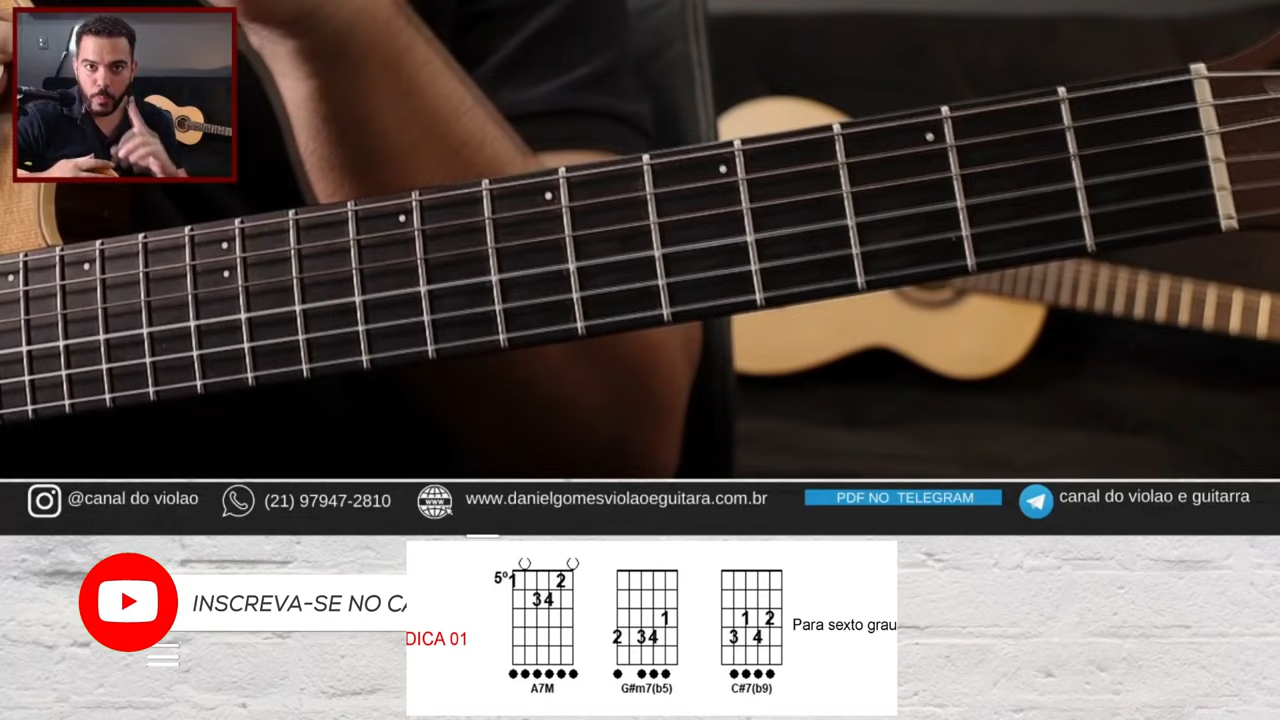 @canal do violao
(21) 97947-2810
www.danielgomesvioloeguitara.com.br
PDF NO TELEGRAM
canal do violao e guitarra
INSCREVA-SE NO CA
DICA 01
5º 1 2
3 4
A7M
1
2 3 4
G#m7(b5)
1 2
3 4
C#7(b9)
Para sexto grau